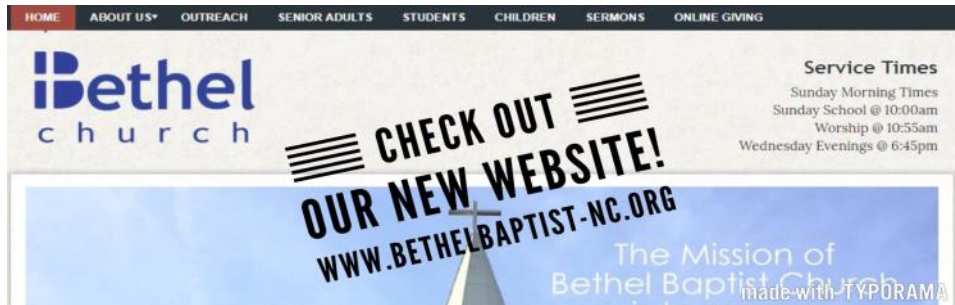 HOME ABOUT US▾ OUTREACH SENIOR ADULTS STUDENTS CHILDREN SERMONS ONLINE GIVING
Bethel
church
Service Times
Sunday Morning Times
Sunday School @ 10:00am
Worship @ 10:55am
Wednesday Evenings @ 6:45pm
CHECK OUT
OUR NEW WEBSITE!
WWW.BETHELBAPTIST-NC.ORG
The Mission of
Bethel Baptist Church
made with TYPORAMA